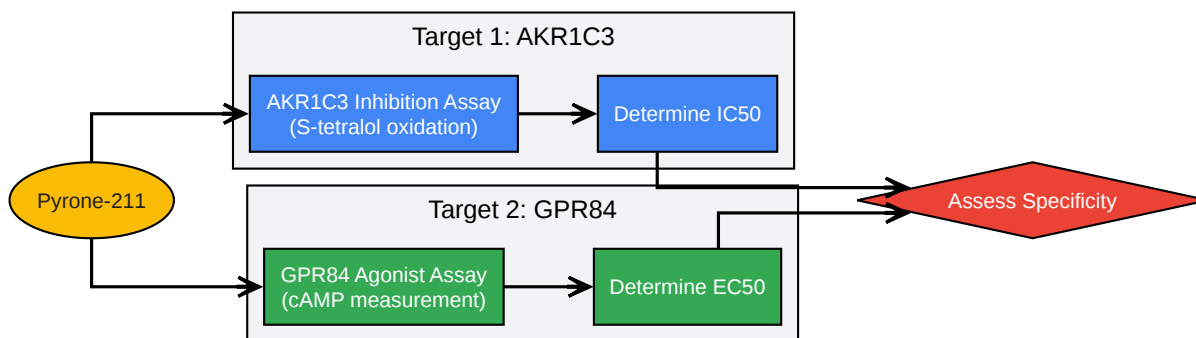 Target 1: AKR1C3
AKR1C3 Inhibition Assay
(S-tetralol oxidation)
Determine IC50
Pyrone-211
Assess Specificity
Target 2: GPR84
GPR84 Agonist Assay
(cAMP measurement)
Determine EC50